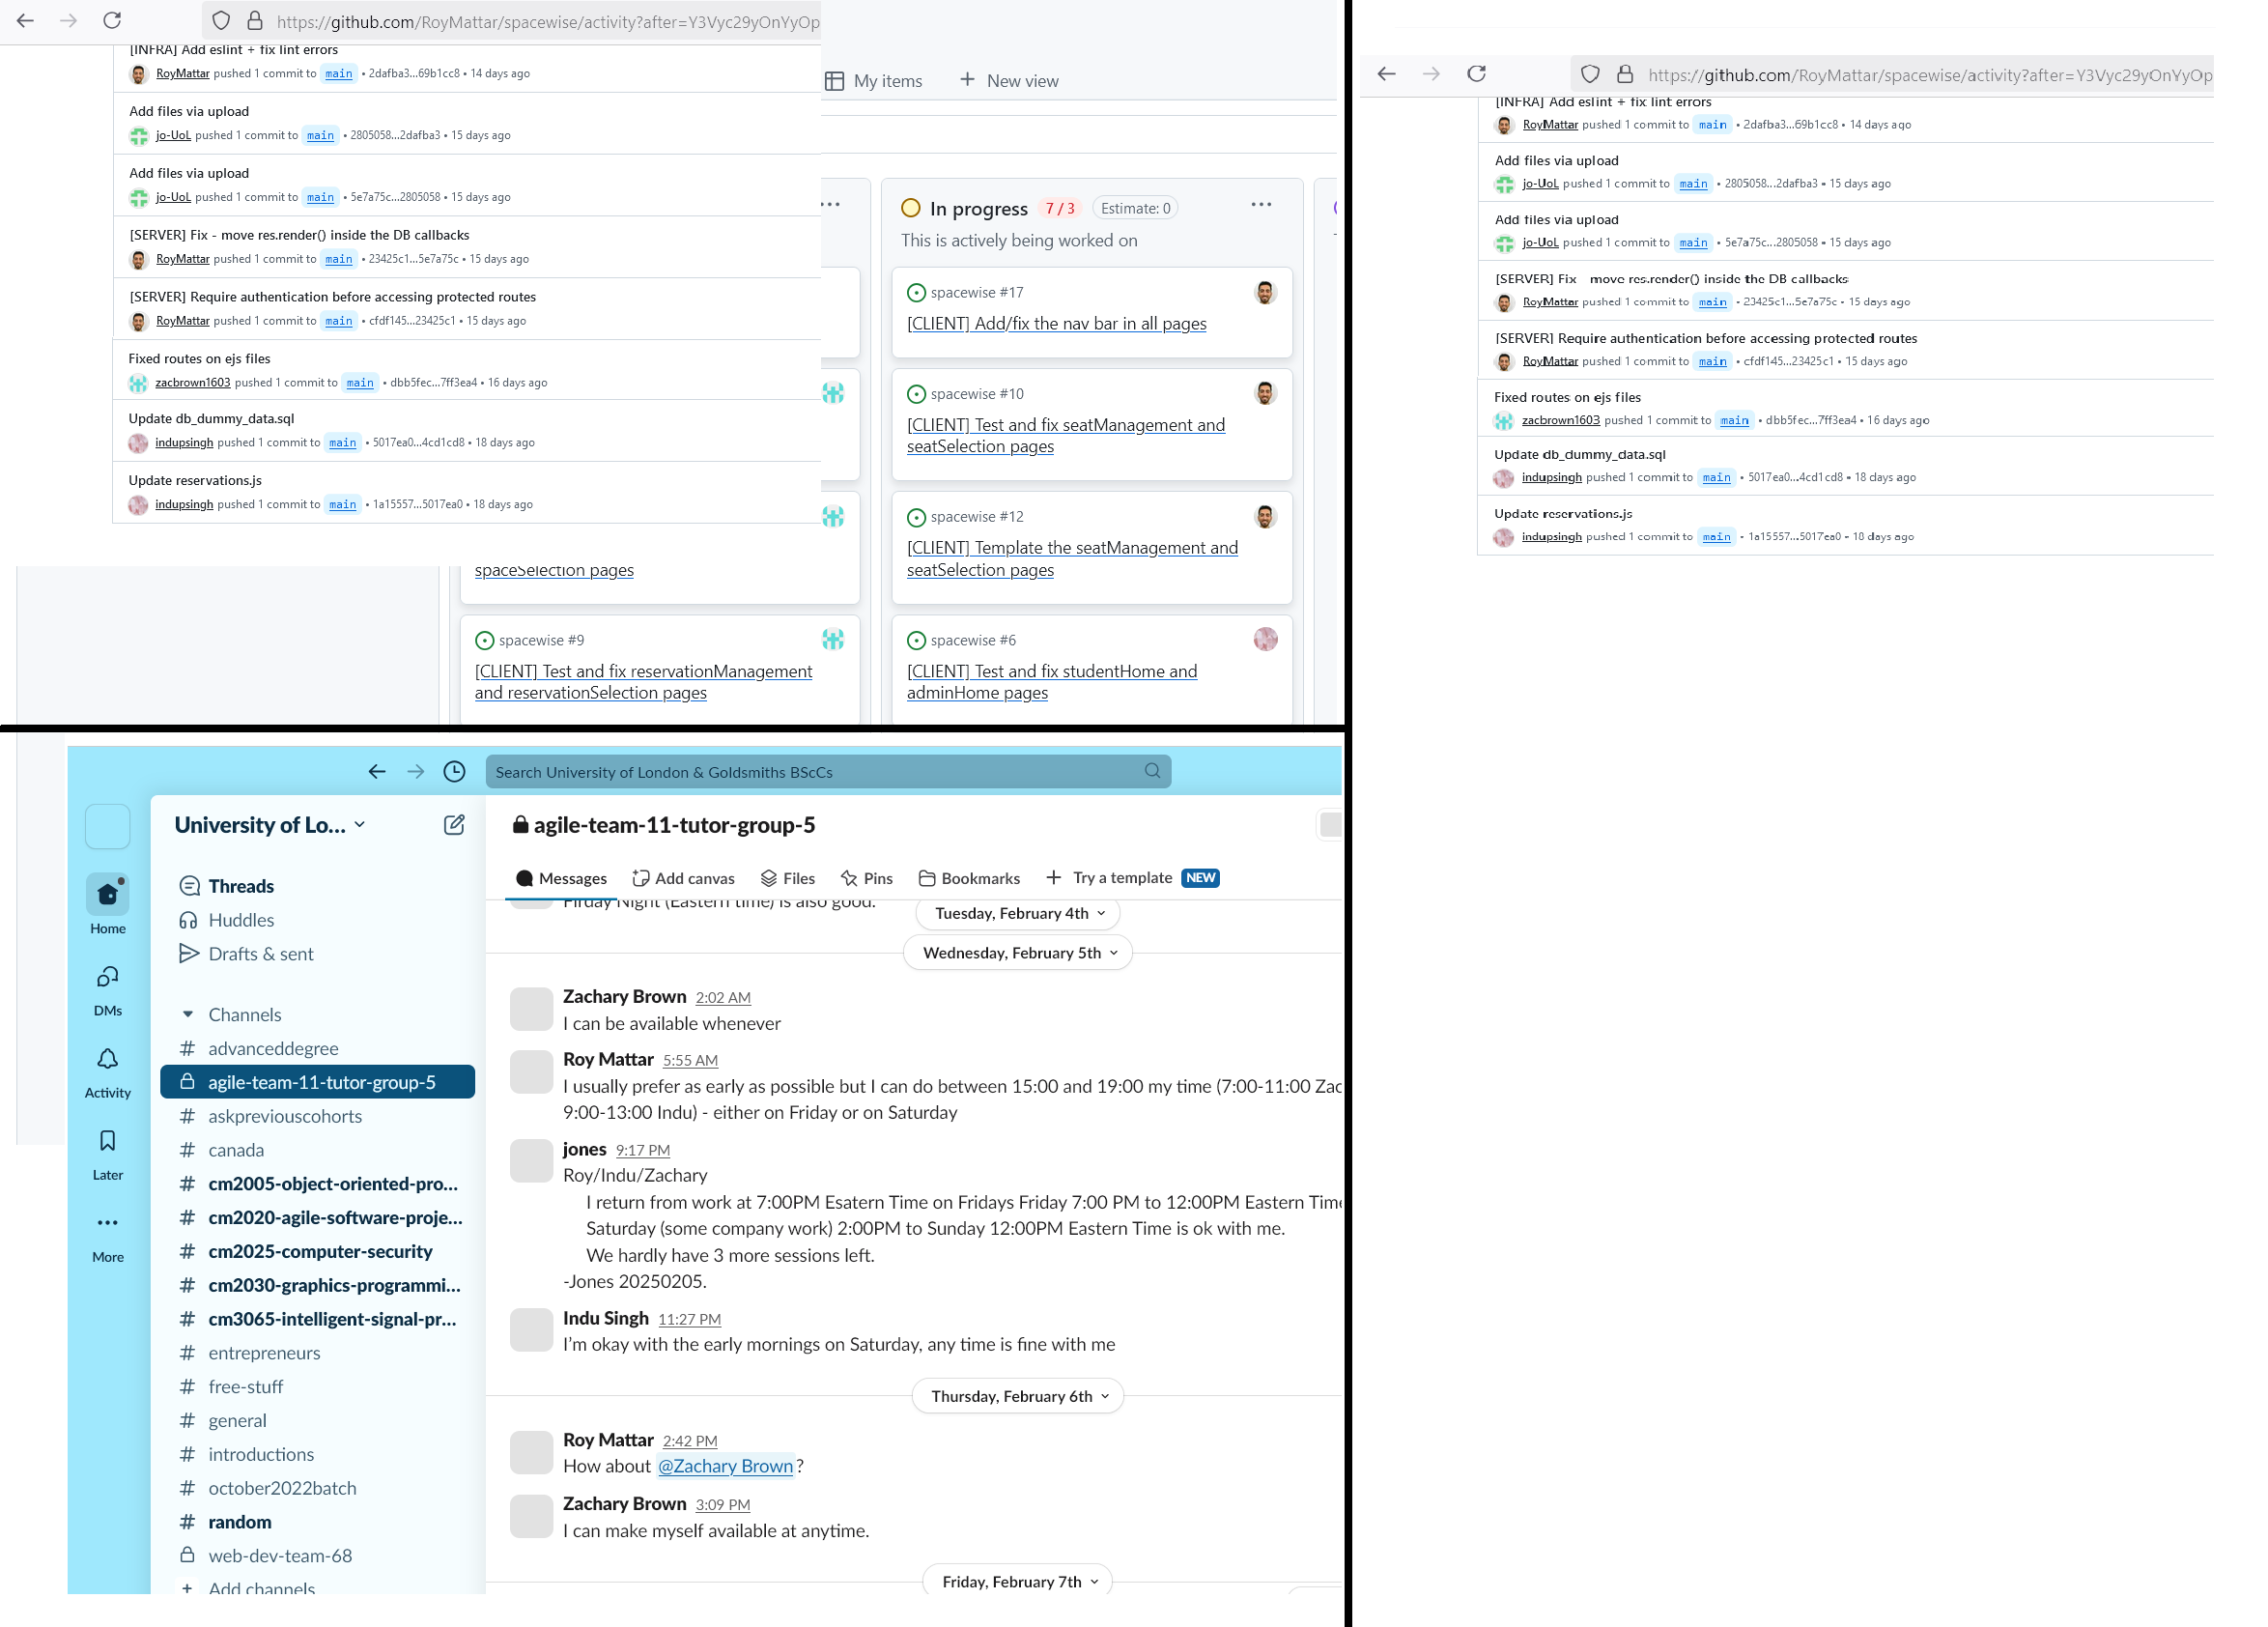 https://github.com/RoyMattar/spacewise/activity?after=Y3Vyc29yOnYyOp
[INFRA] Add eslint + fix lint errors
RoyMattar pushed 1 commit to main • 2dafba3...69b1cc8 • 14 days ago
Add files via upload
jo-UoL pushed 1 commit to main • 2805058...2dafba3 • 15 days ago
Add files via upload
jo-UoL pushed 1 commit to main • 5e7a75c...2805058 • 15 days ago
[SERVER] Fix - move res.render() inside the DB callbacks
RoyMattar pushed 1 commit to main • 23425c1...5e7a75c • 15 days ago
[SERVER] Require authentication before accessing protected routes
RoyMattar pushed 1 commit to main • cfdf145...23425c1 • 15 days ago
Fixed routes on ejs files
zacbrown1603 pushed 1 commit to main • dbb5fec...7ff3ea4 • 16 days ago
Update db_dummy_data.sql
indupsingh pushed 1 commit to main • 5017ea0...4cd1cd8 • 18 days ago
Update reservations.js
indupsingh pushed 1 commit to main • 1a15557...5017ea0 • 18 days ago
spaceSelection pages
spacewise #9
[CLIENT] Test and fix reservationManagement
and reservationSelection pages
My items + New view
In progress 7 / 3 Estimate: 0 ...
This is actively being worked on
spacewise #17
[CLIENT] Add/fix the nav bar in all pages
spacewise #10
[CLIENT] Test and fix seatManagement and
seatSelection pages
spacewise #12
[CLIENT] Template the seatManagement and
seatSelection pages
spacewise #6
[CLIENT] Test and fix studentHome and
adminHome pages
https://github.com/RoyMattar/spacewise/activity?after=Y3Vyc29yOnYyOp
[INFRA] Add eslint + fix lint errors
RoyMattar pushed 1 commit to main • 2dafba3...69b1cc8 • 14 days ago
Add files via upload
jo-UoL pushed 1 commit to main • 2805058...2dafba3 • 15 days ago
Add files via upload
jo-UoL pushed 1 commit to main • 5e7a75c...2805058 • 15 days ago
[SERVER] Fix move res.render() inside the DB callbacks
RoyMattar pushed 1 commit to main • 23425c1...5e7a75c • 15 days ago
[SERVER] Require authentication before accessing protected routes
RoyMattar pushed 1 commit to main • cfdf145...23425c1 • 15 days ago
Fixed routes on ejs files
zacbrown1603 pushed 1 commit to main • dbb5fec...7ff3ea4 • 16 days ago
Update db_dummy_data.sql
indupsingh pushed 1 commit to main • 5017ea0...4cd1cd8 • 18 days ago
Update reservations.js
indupsingh pushed 1 commit to main • 1a15557...5017ea0 • 18 days ago
Search University of London & Goldsmiths BScCs
Home
DMs
Activity
Later
More
University of Lo...
Threads
Huddles
Drafts & sent
Channels
# advanceddegree
agile-team-11-tutor-group-5
# askpreviouscohorts
# canada
# cm2005-object-oriented-pro...
# cm2020-agile-software-proje...
# cm2025-computer-security
# cm2030-graphics-programmi...
# cm3065-intelligent-signal-pr...
# entrepreneurs
# free-stuff
# general
# introductions
# october2022batch
# random
web-dev-team-68
+ Add channels
agile-team-11-tutor-group-5
Messages Add canvas Files Pins Bookmarks + Try a template NEW
Firday Night (Eastern time) is also good.
Tuesday, February 4th
Wednesday, February 5th
Zachary Brown 2:02 AM
I can be available whenever
Roy Mattar 5:55 AM
I usually prefer as early as possible but I can do between 15:00 and 19:00 my time (7:00-11:00 Zac
9:00-13:00 Indu) - either on Friday or on Saturday
jones 9:17 PM
Roy/Indu/Zachary
I return from work at 7:00PM Esatern Time on Fridays Friday 7:00 PM to 12:00PM Eastern Time
Saturday (some company work) 2:00PM to Sunday 12:00PM Eastern Time is ok with me.
We hardly have 3 more sessions left.
-Jones 20250205.
Indu Singh 11:27 PM
I'm okay with the early mornings on Saturday, any time is fine with me
Thursday, February 6th
Roy Mattar 2:42 PM
How about @Zachary Brown ?
Zachary Brown 3:09 PM
I can make myself available at anytime.
Friday, February 7th